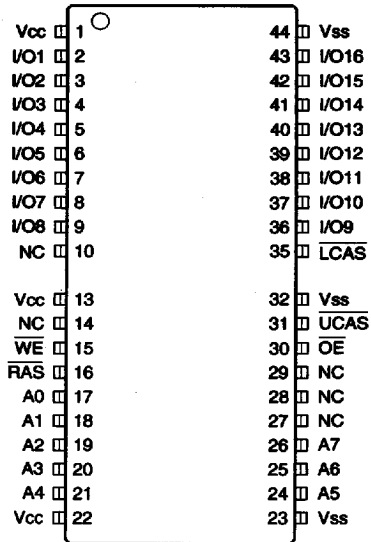 Vcc 1 44 Vss
I/O1 2 43 I/O16
I/O2 3 42 I/O15
I/O3 4 41 I/O14
I/O4 5 40 I/O13
I/O5 6 39 I/O12
I/O6 7 38 I/O11
I/O7 8 37 I/O10
I/O8 9 36 I/O9
NC 10 35 LCAS
Vcc 13 32 Vss
NC 14 31 UCAS
WE 15 30 OE
RAS 16 29 NC
A0 17 28 NC
A1 18 27 NC
A2 19 26 A7
A3 20 25 A6
A4 21 24 A5
Vcc 22 23 Vss